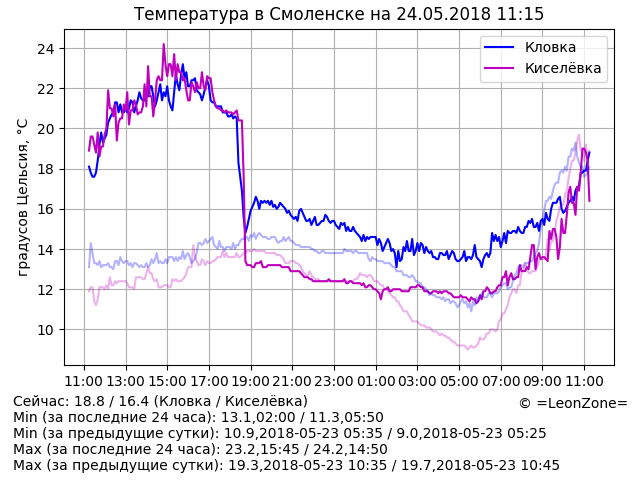 Температура в Смоленске на 24.05.2018 11:15
градусов Цельсия, °C
24
22
20
18
16
14
12
10
Кловка
Киселёвка
11:00 13:00 15:00 17:00 19:00 21:00 23:00 01:00 03:00 05:00 07:00 09:00 11:00
Сейчас: 18.8 / 16.4 (Кловка / Киселёвка)
© =LeonZone=
Min (за последние 24 часа): 13.1,02:00 / 11.3,05:50
Min (за предыдущие сутки): 10.9,2018-05-23 05:35 / 9.0,2018-05-23 05:25
Max (за последние 24 часа): 23.2,15:45 / 24.2,14:50
Max (за предыдущие сутки): 19.3,2018-05-23 10:35 / 19.7,2018-05-23 10:45